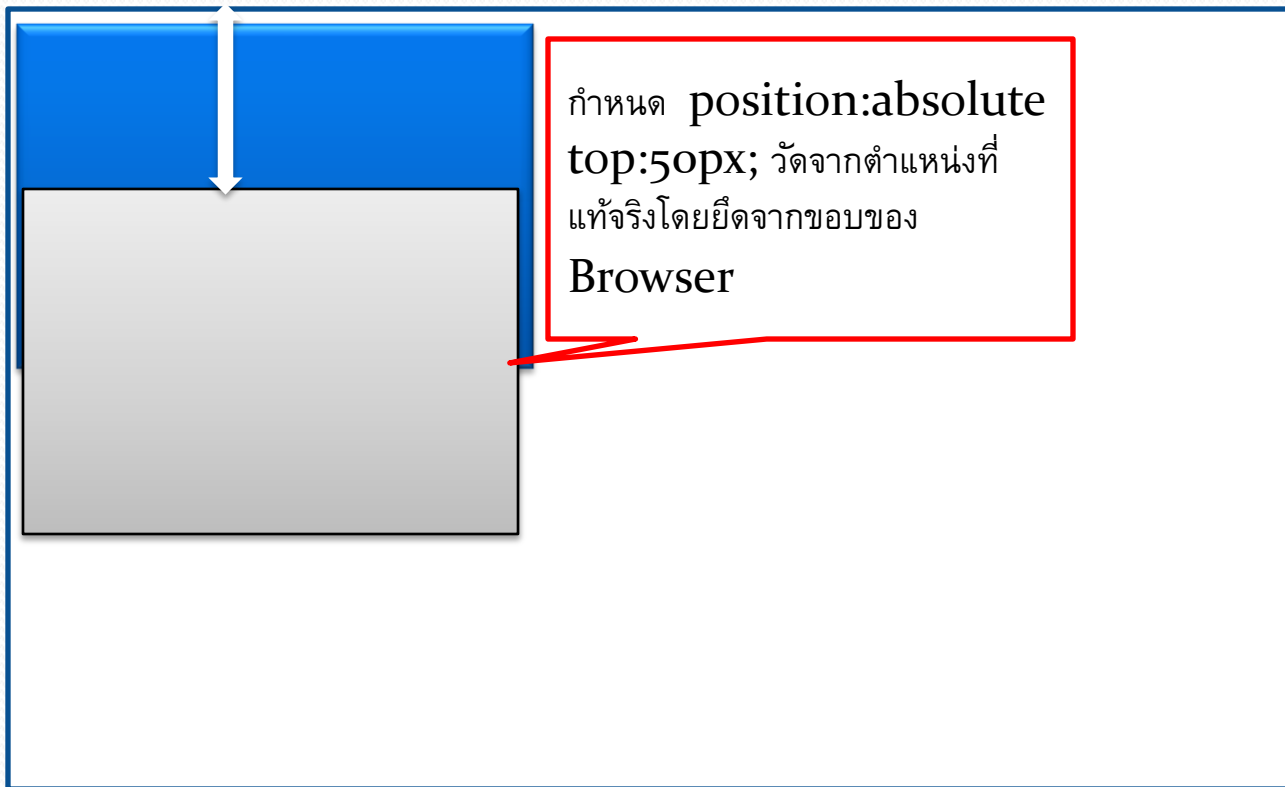 กำหนด position:absolute
top:50px; วัดจากตำแหน่งที่
แท้จริงโดยยึดจากขอบของ
Browser